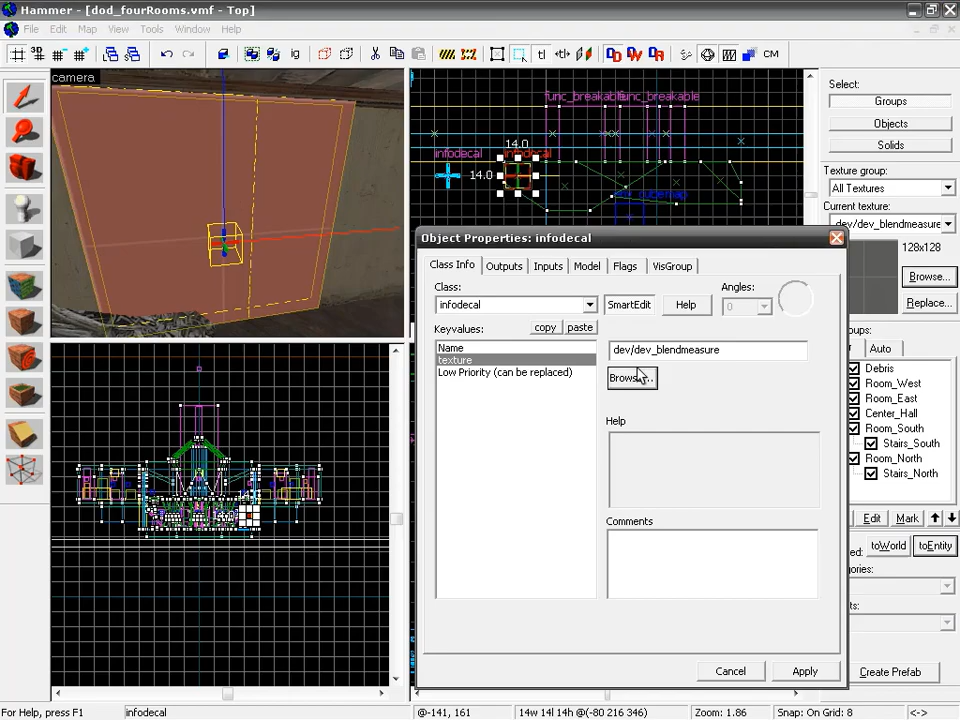 Hammer - [dod_fourRooms.vmf - Top]
File Edit Map View Tools Window Help
3D
ig
tl
+tl+
CM
camera
func_breakable
func_breakable
14.0
infodecal
infodecal
14.0
Select:
Groups
Objects
Solids
Texture group:
All Textures
Current texture:
dev/dev_blendmeasure
128x128
Browse...
Replace...
Auto
Debris
Room_West
Room_East
Center_Hall
Room_South
Stairs_South
Room_North
Stairs_North
Edit
Mark
toWorld
toEntity
Create Prefab
Object Properties: infodecal
Class Info
Outputs
Inputs
Model
Flags
VisGroup
Class:
infodecal
SmartEdit
Help
Angles:
0
Keyvalues:
copy
paste
Name
texture
Low Priority (can be replaced)
dev/dev_blendmeasure
Help
Comments
Cancel
Apply
For Help, press F1
infodecal
@-141, 161
14w 14l 14h @(-80 216 346)
Zoom: 1.86
Snap: On Grid: 8
<->